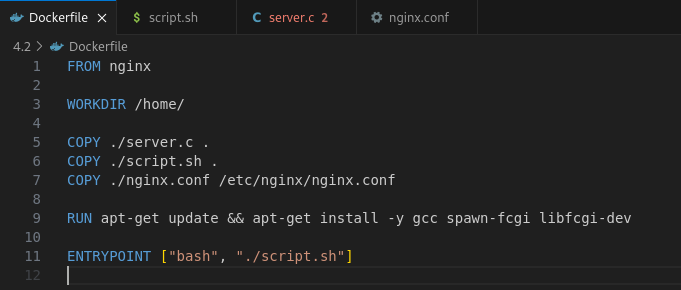 Dockerfile
$ script.sh
C server.c 2
nginx.conf
4.2 > Dockerfile
1 FROM nginx
2
3 WORKDIR /home/
4
5 COPY ./server.c .
6 COPY ./script.sh .
7 COPY ./nginx.conf /etc/nginx/nginx.conf
8
9 RUN apt-get update && apt-get install -y gcc spawn-fcgi libfcgi-dev
10
11 ENTRYPOINT ["bash", "./script.sh"]
12